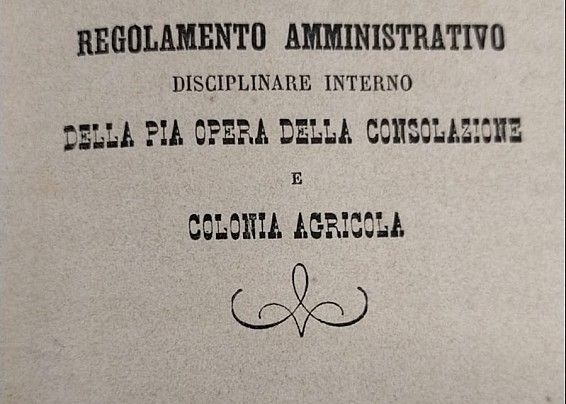 REGOLAMENTO AMMINISTRATIVO
DISCIPLINARE INTERNO
DELLA PIA OPERA DELLA CONSOLAZIONE
E
COLONIA AGRICOLA